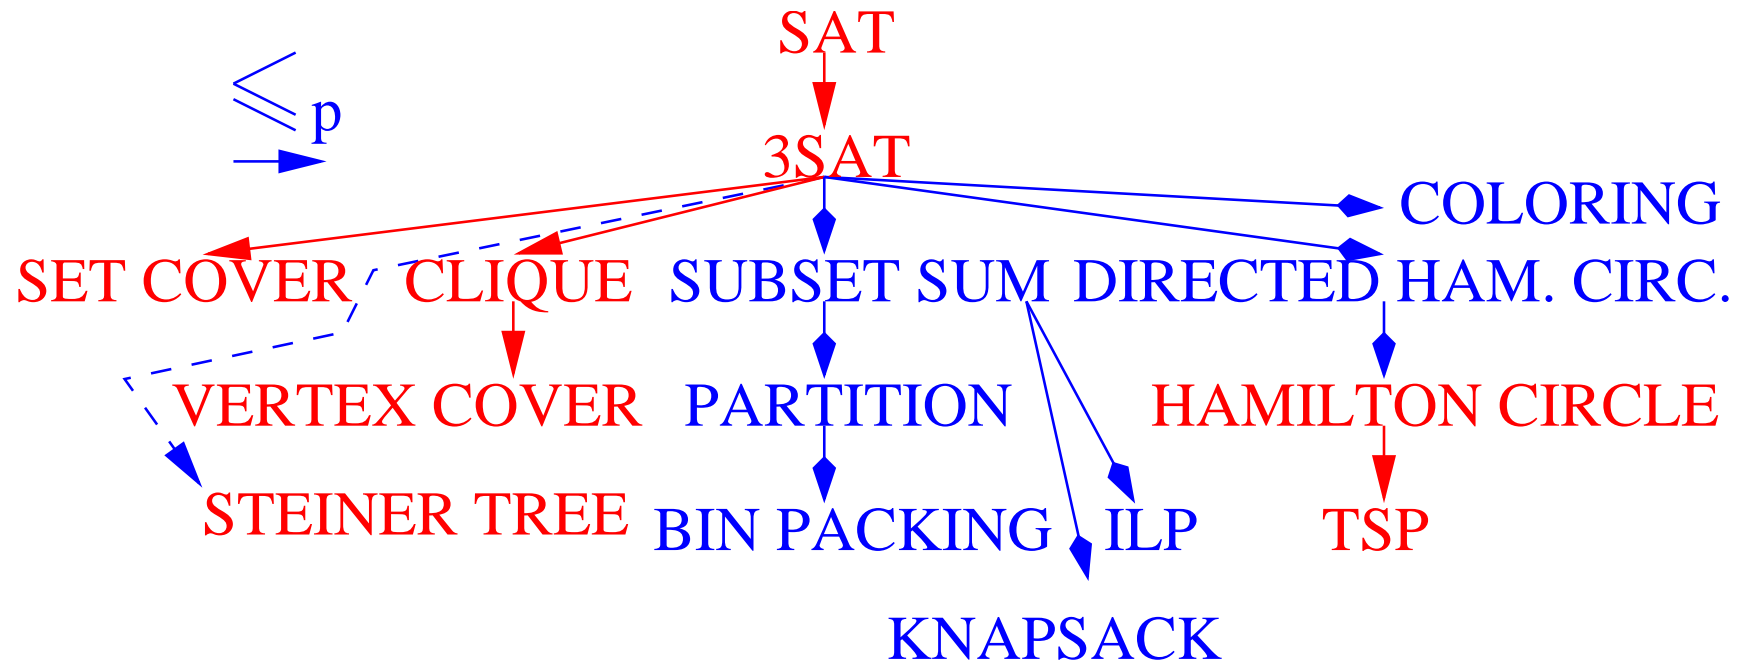 SAT
≤p
3SAT
COLORING
SET COVER CLIQUE SUBSET SUM DIRECTED HAM. CIRC.
VERTEX COVER PARTITION HAMILTON CIRCLE
STEINER TREE BIN PACKING ILP TSP
KNAPSACK